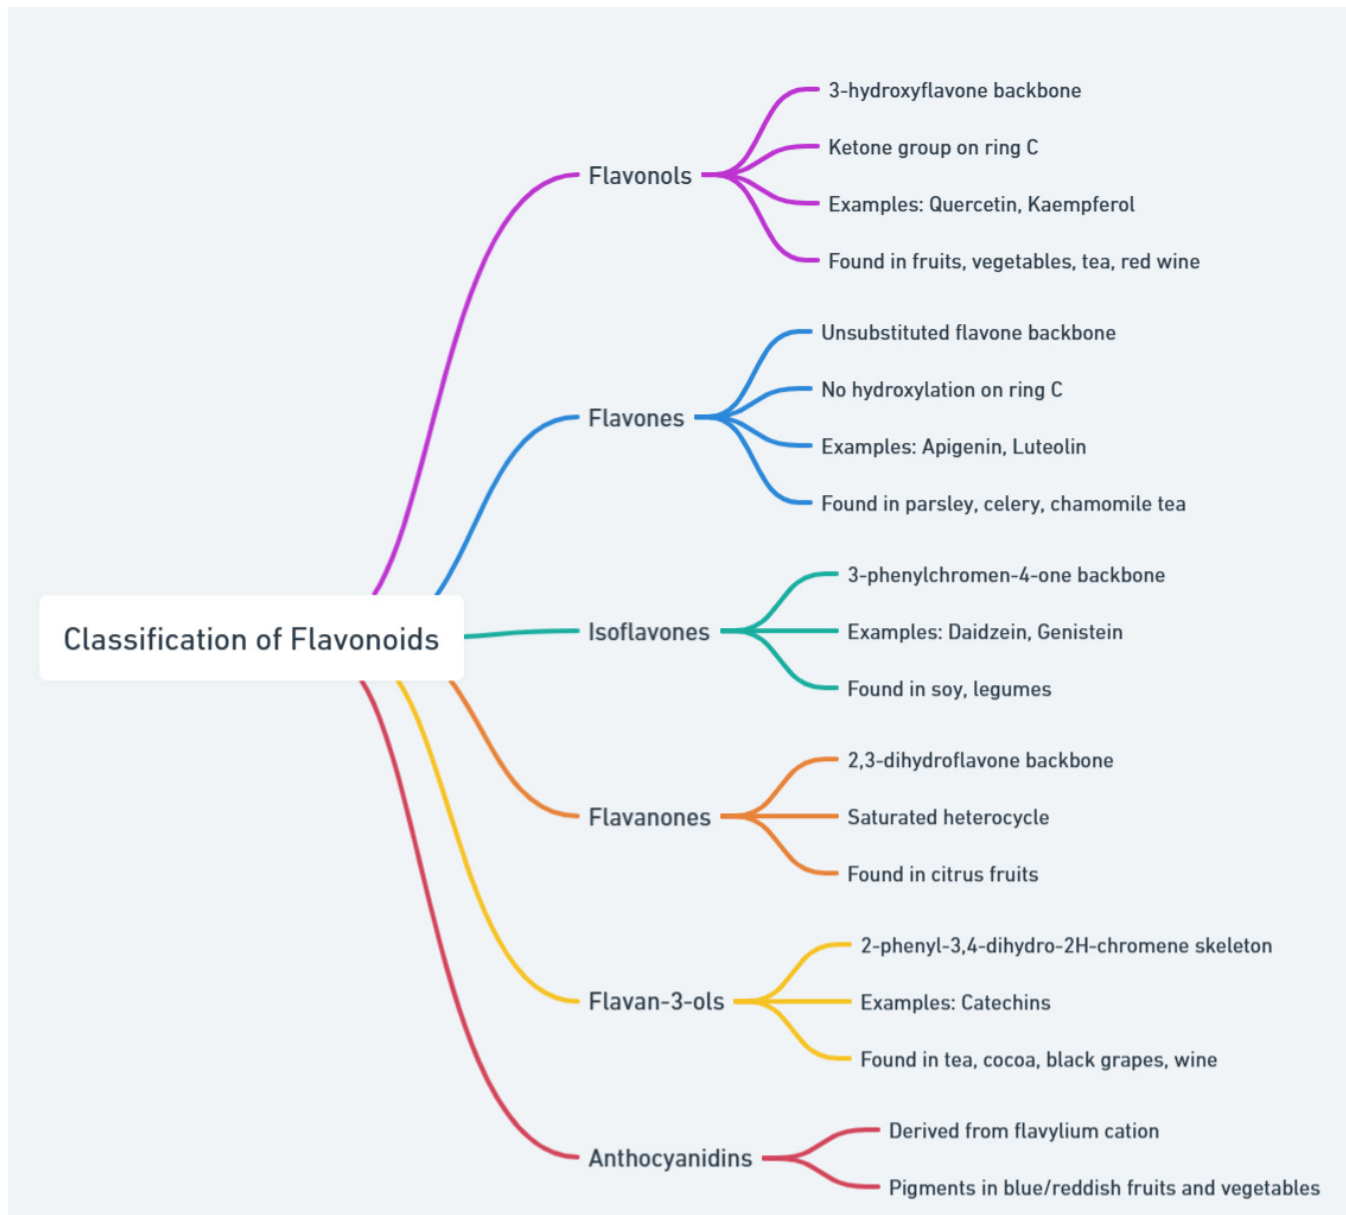 Classification of Flavonoids
Flavonols
3-hydroxyflavone backbone
Ketone group on ring C
Examples: Quercetin, Kaempferol
Found in fruits, vegetables, tea, red wine
Flavones
Unsubstituted flavone backbone
No hydroxylation on ring C
Examples: Apigenin, Luteolin
Found in parsley, celery, chamomile tea
Isoflavones
3-phenylchromen-4-one backbone
Examples: Daidzein, Genistein
Found in soy, legumes
Flavanones
2,3-dihydroflavone backbone
Saturated heterocycle
Found in citrus fruits
Flavan-3-ols
2-phenyl-3,4-dihydro-2H-chromene skeleton
Examples: Catechins
Found in tea, cocoa, black grapes, wine
Anthocyanidins
Derived from flavylium cation
Pigments in blue/reddish fruits and vegetables